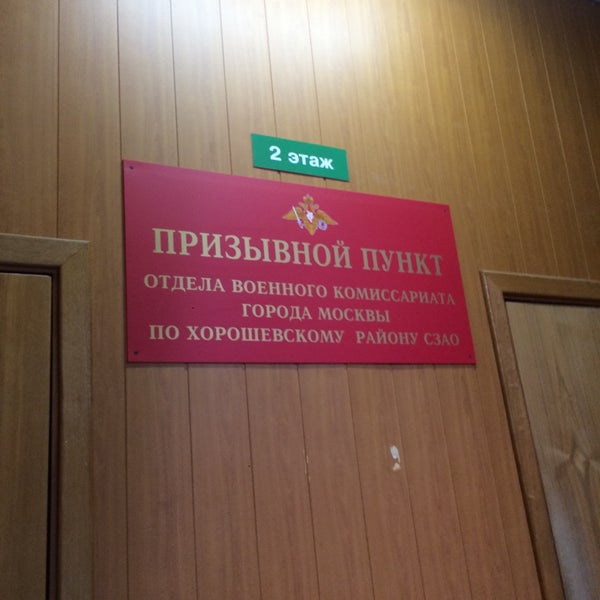 2 этаж
ПРИЗЫВНОЙ ПУНКТ
ОТДЕЛА ВОЕННОГО КОМИССАРИАТА
ГОРОДА МОСКВЫ
ПО ХОРОШЕВСКОМУ РАЙОНУ СЗАО